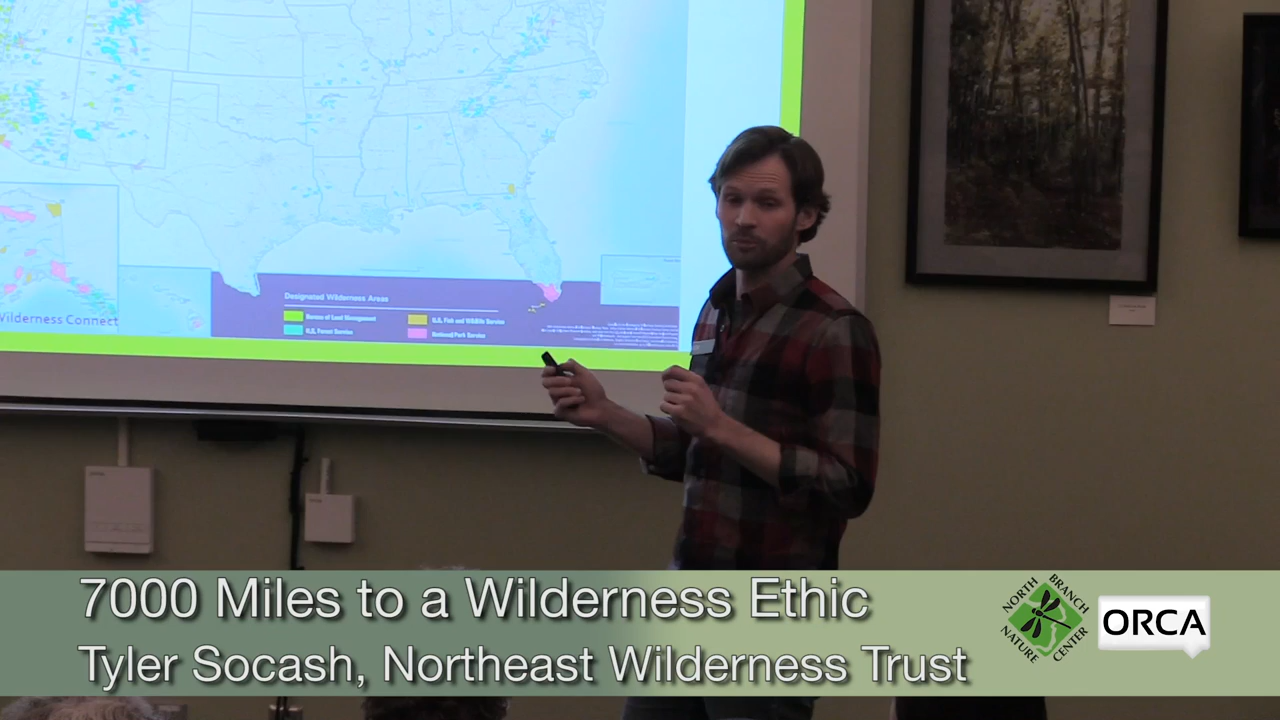 Wilderness Connect
Designated Wilderness Areas
Bureau of Land Management
U.S. Forest Service
U.S. Fish and Wildlife Service
National Park Service
7000 Miles to a Wilderness Ethic
Tyler Socash, Northeast Wilderness Trust
NORTH BRANCH
NATURE CENTER
ORCA